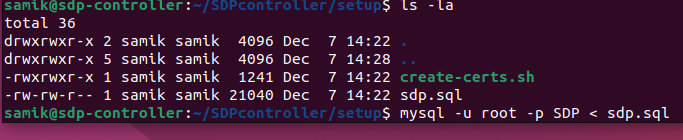 samik@sdp-controller:~/SDPcontroller/setup$ ls -la
total 36
drwxrwxr-x 2 samik samik  4096 Dec  7 14:22 .
drwxrwxr-x 5 samik samik  4096 Dec  7 14:28 ..
-rwxrwxr-x 1 samik samik  1241 Dec  7 14:22 create-certs.sh
-rw-rw-r-- 1 samik samik 21040 Dec  7 14:22 sdp.sql
samik@sdp-controller:~/SDPcontroller/setup$ mysql -u root -p SDP < sdp.sql